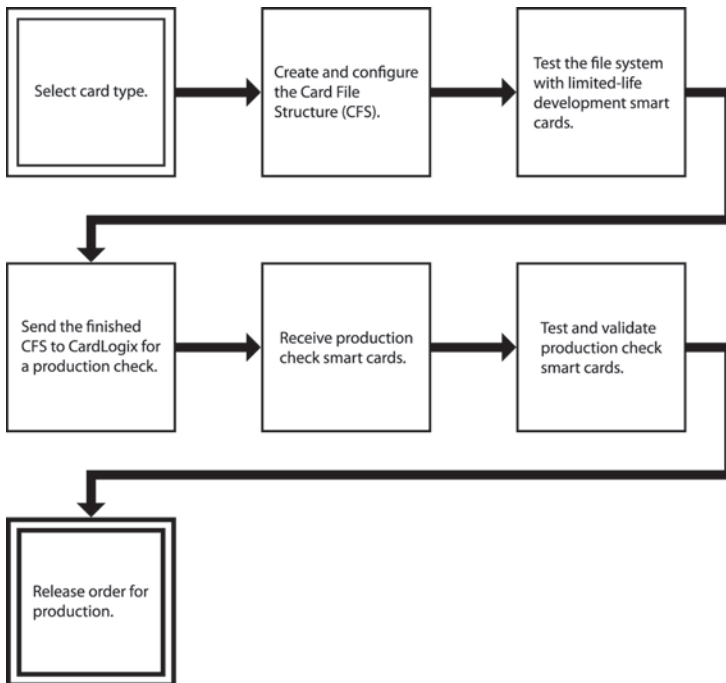 Select card type.
Create and configure
the Card File
Structure (CFS).
Test the file system
with limited-life
development smart
cards.
Send the finished
CFS to CardLogix for
a production check.
Receive production
check smart cards.
Test and validate
production check
smart cards.
Release order for
production.